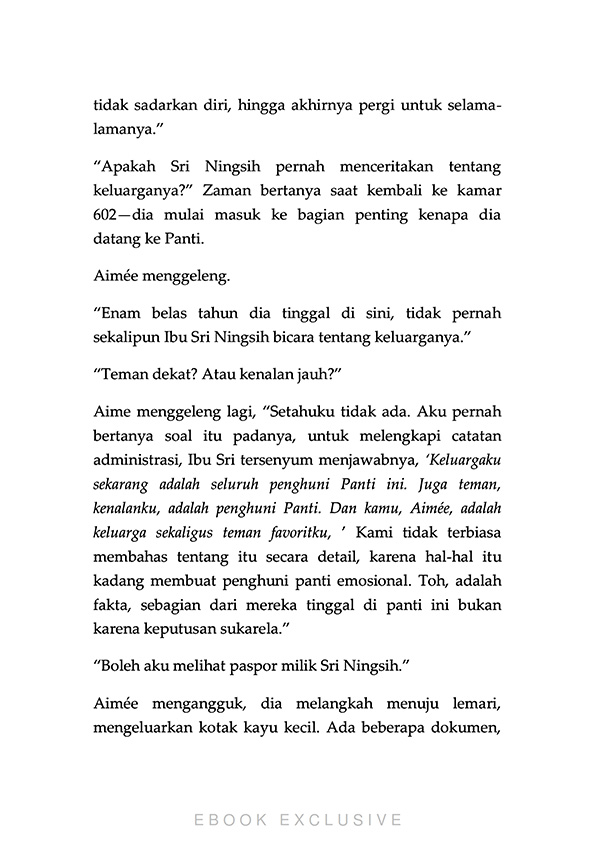 tidak sadarkan diri, hingga akhirnya pergi untuk selama-
lamanya.”
“Apakah Sri Ningsih pernah menceritakan tentang
keluarganya?” Zaman bertanya saat kembali ke kamar
602—dia mulai masuk ke bagian penting kenapa dia
datang ke Panti.
Aimée menggeleng.
“Enam belas tahun dia tinggal di sini, tidak pernah
sekalipun Ibu Sri Ningsih bicara tentang keluarganya.”
“Teman dekat? Atau kenalan jauh?”
Aime menggeleng lagi, “Setahuku tidak ada. Aku pernah
bertanya soal itu padanya, untuk melengkapi catatan
administrasi, Ibu Sri tersenyum menjawabnya, ‘Keluargaku
sekarang adalah seluruh penghuni Panti ini. Juga teman,
kenalanku, adalah penghuni Panti. Dan kamu, Aimée, adalah
keluarga sekaligus teman favoritku, ’ Kami tidak terbiasa
membahas tentang itu secara detail, karena hal-hal itu
kadang membuat penghuni panti emosional. Toh, adalah
fakta, sebagian dari mereka tinggal di panti ini bukan
karena keputusan sukarela.”
“Boleh aku melihat paspor milik Sri Ningsih.”
Aimée mengangguk, dia melangkah menuju lemari,
mengeluarkan kotak kayu kecil. Ada beberapa dokumen,
EBOOK EXCLUSIVE